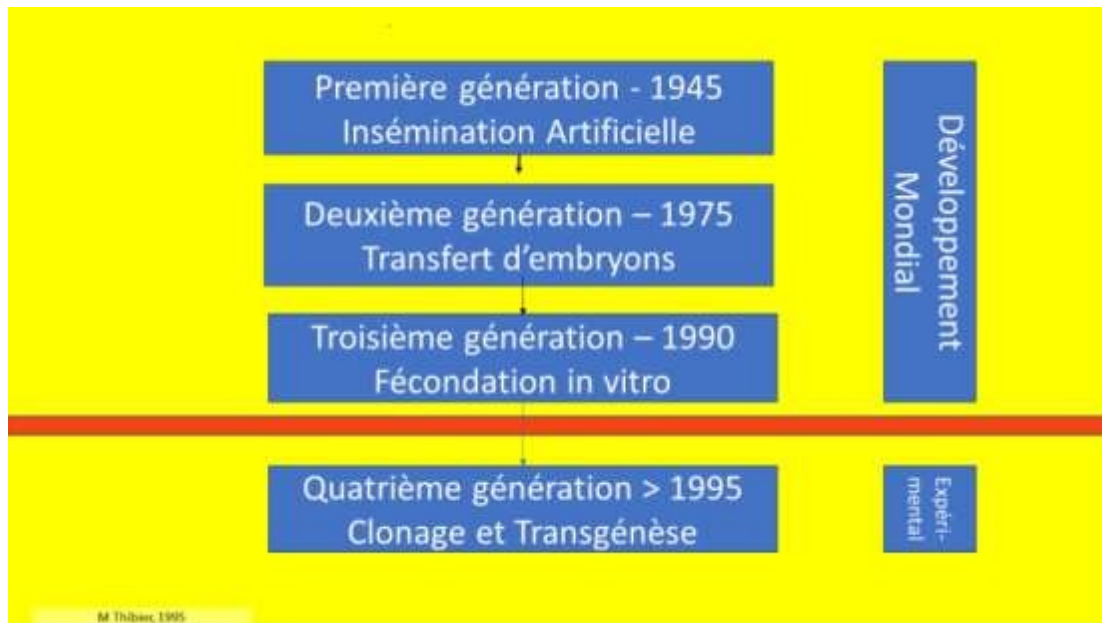 Première génération - 1945
Insémination Artificielle
Deuxième génération – 1975
Transfert d’embryons
Troisième génération – 1990
Fécondation in vitro
Développement
Mondial
Quatrième génération > 1995
Clonage et Transgénèse
Expéri-
mental
M Thibier, 1995